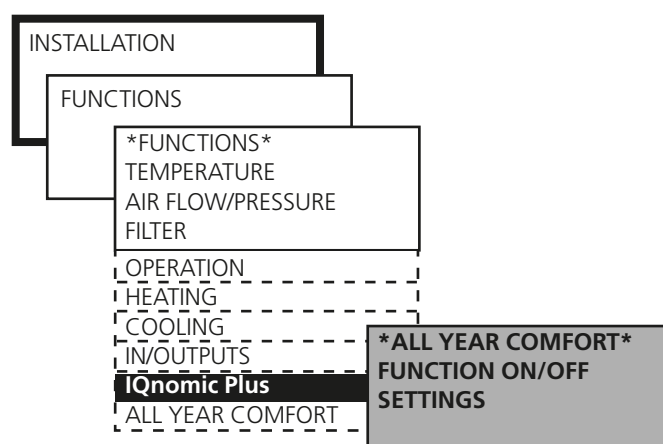 INSTALLATION
FUNCTIONS
*FUNCTIONS*
TEMPERATURE
AIR FLOW/PRESSURE
FILTER
OPERATION
HEATING
COOLING
IN/OUTPUTS
IQnomic Plus
ALL YEAR COMFORT
*ALL YEAR COMFORT*
FUNCTION ON/OFF
SETTINGS